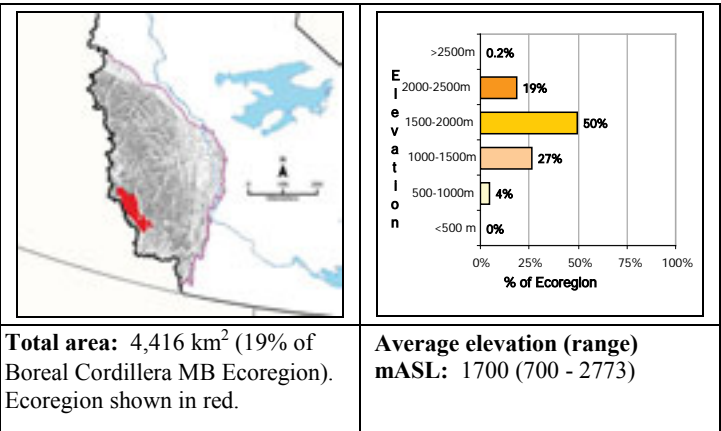 N
Elevation
>2500m 0.2%
2000-2500m 19%
1500-2000m 50%
1000-1500m 27%
500-1000m 4%
<500 m 0%
0% 25% 50% 75% 100%
% of Ecoregion
Total area: 4,416 km² (19% of
Boreal Cordillera MB Ecoregion).
Ecoregion shown in red.
Average elevation (range)
mASL: 1700 (700 - 2773)